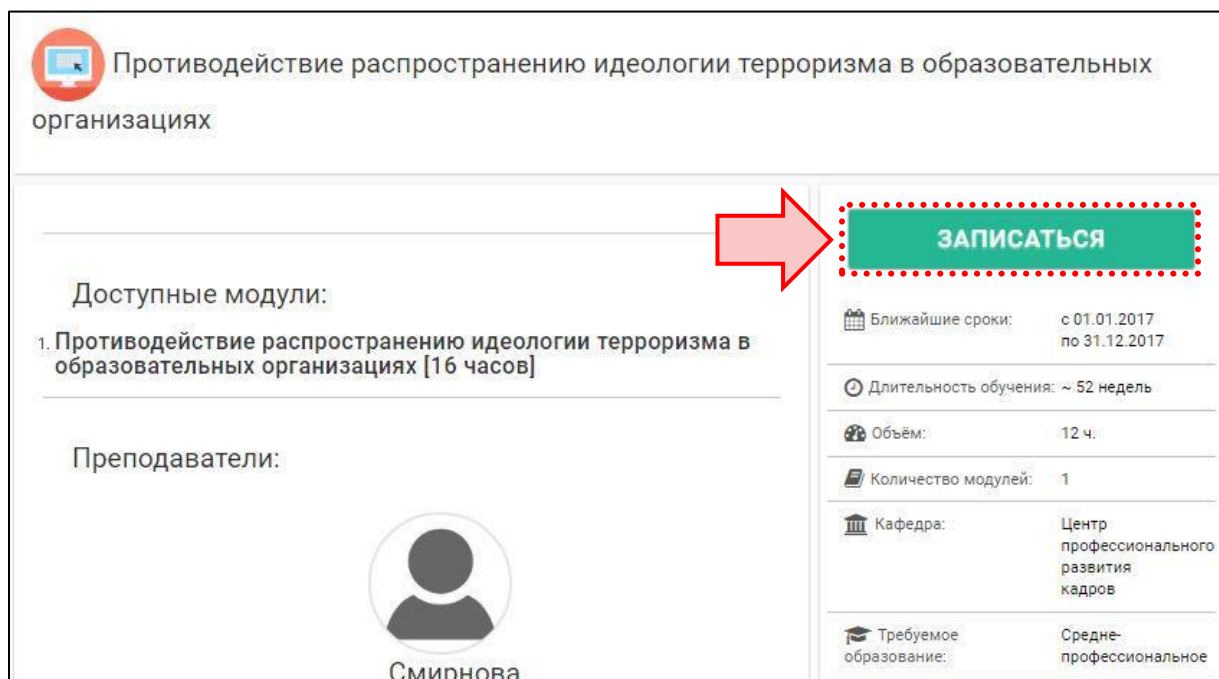 Противодействие распространению идеологии терроризма в образовательных
организациях
ЗАПИСАТЬСЯ
Доступные модули:
1. Противодействие распространению идеологии терроризма в
образовательных организациях [16 часов]
Преподаватели:
Смирнова
Ближайшие сроки: с 01.01.2017
по 31.12.2017
Длительность обучения: ~ 52 недель
Объём: 12 ч.
Количество модулей: 1
Кафедра: Центр
профессионального
развития
кадров
Требуемое Средне-
образование: профессиональное